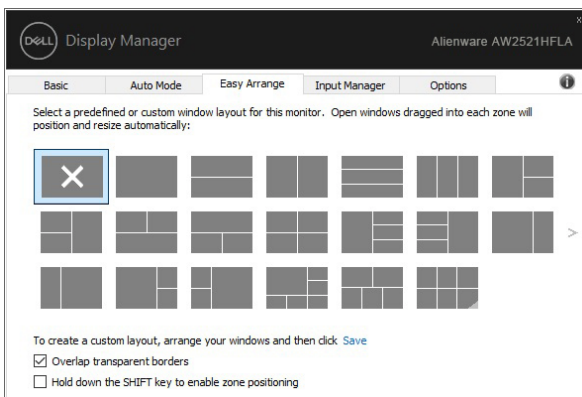 DELL Display Manager Alienware AW2521HFLA
Basic Auto Mode Easy Arrange Input Manager Options
Select a predefined or custom window layout for this monitor. Open windows dragged into each zone will
position and resize automatically:
To create a custom layout, arrange your windows and then click Save
Overlap transparent borders
Hold down the SHIFT key to enable zone positioning